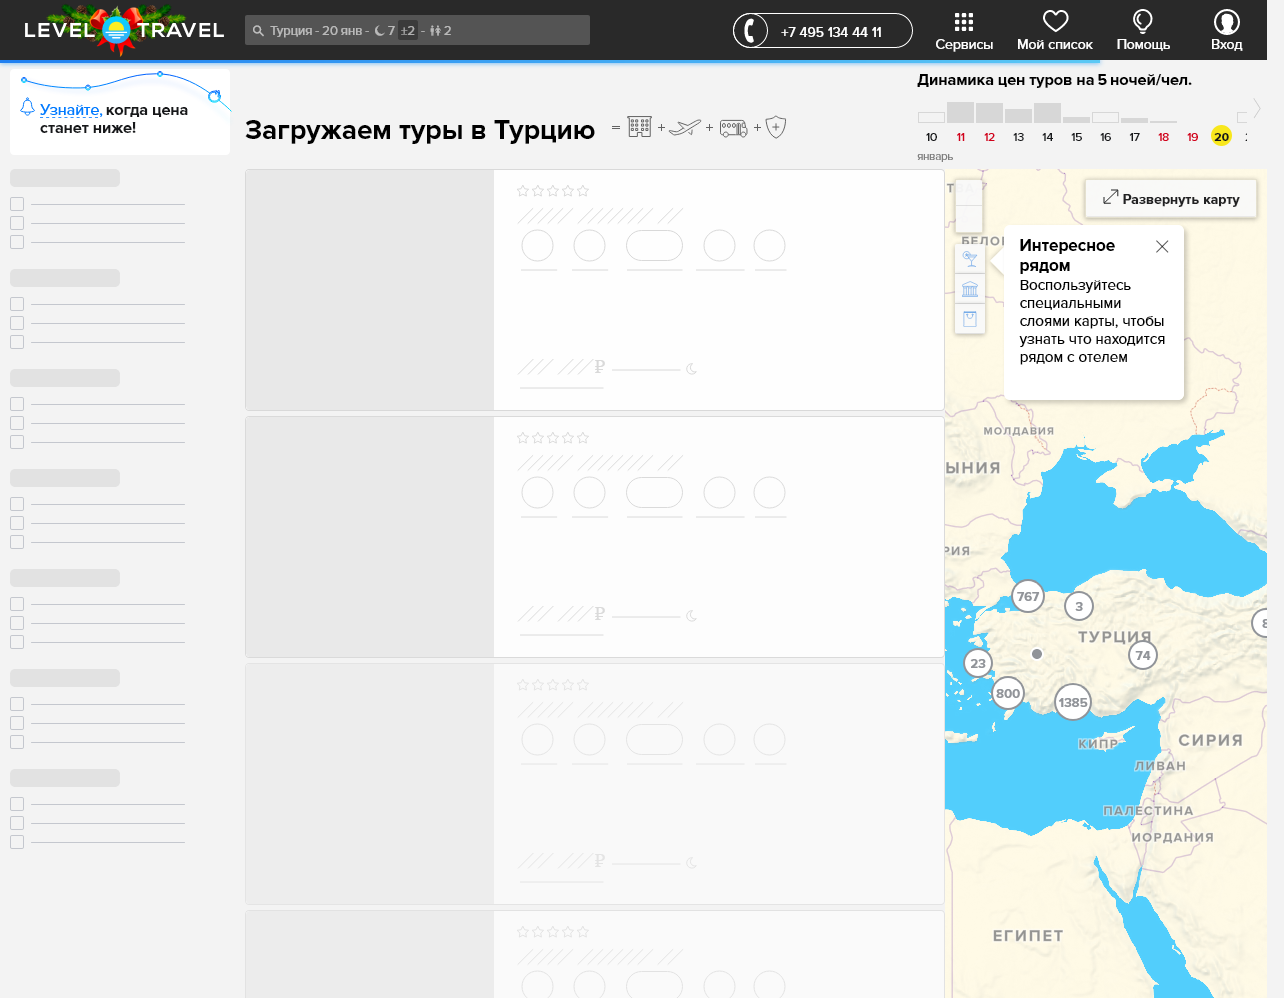 LEVEL TRAVEL
Турция - 20 янв - 7 ±2 - 2
+7 495 134 44 11
Сервисы
Мой список
Помощь
Вход
Узнайте, когда цена
станет ниже!
Загружаем туры в Турцию
= + + +
Динамика цен туров на 5 ночей/чел.
10 11 12 13 14 15 16 17 18 19 20
январь
Развернуть карту
Интересное
рядом
Воспользуйтесь
специальными
слоями карты, чтобы
узнать что находится
рядом с отелем
МОЛДАВИЯ
ЫНИЯ
РИЯ
767
3
ТУРЦИЯ
8
23
74
800
1385
КИПР
СИРИЯ
ЛИВАН
ПАЛЕСТИНА
ИОРДАНИЯ
ЕГИПЕТ
₽
₽
₽